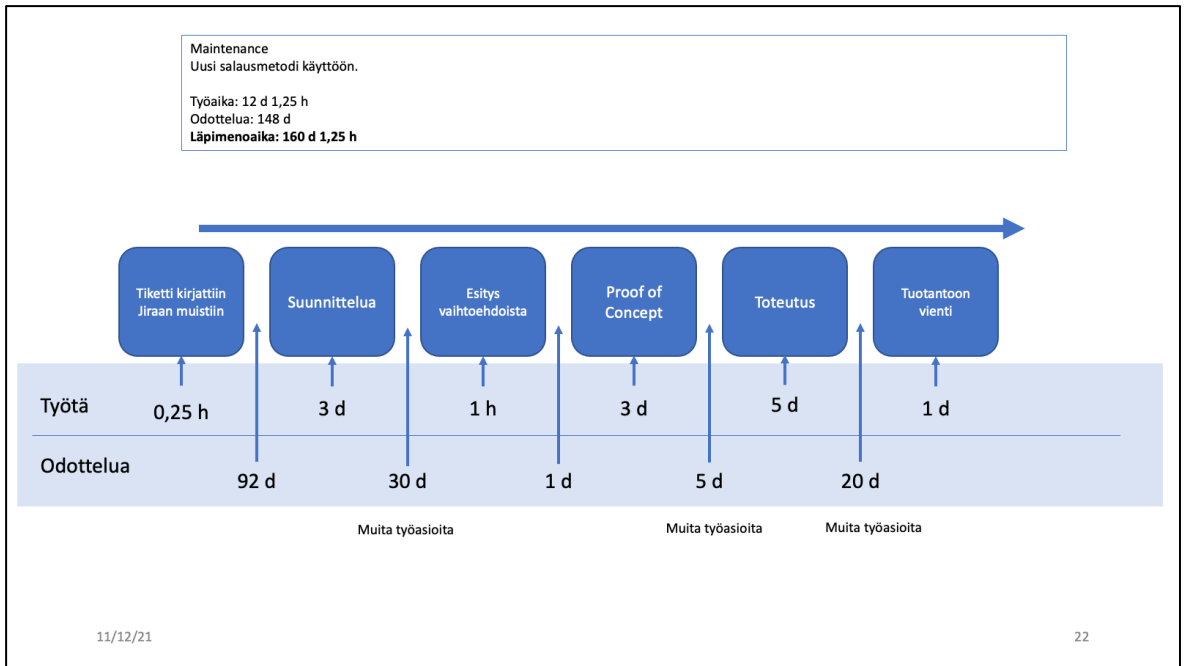 Maintenance
Uusi salausmetodi käyttöön.
Työaika: 12 d 1,25 h
Odottelua: 148 d
Läpimenoaika: 160 d 1,25 h
Tiketti kirjattiin
Jiraan muistiin
Suunnittelua
Esitys
vaihtoehdoista
Proof of
Concept
Toteutus
Tuotantoon
vienti
Työtä
0,25 h
3 d
1 h
3 d
5 d
1 d
Odottelua
92 d
30 d
1 d
5 d
20 d
Muita työasioita
Muita työasioita
Muita työasioita
11/12/21
22